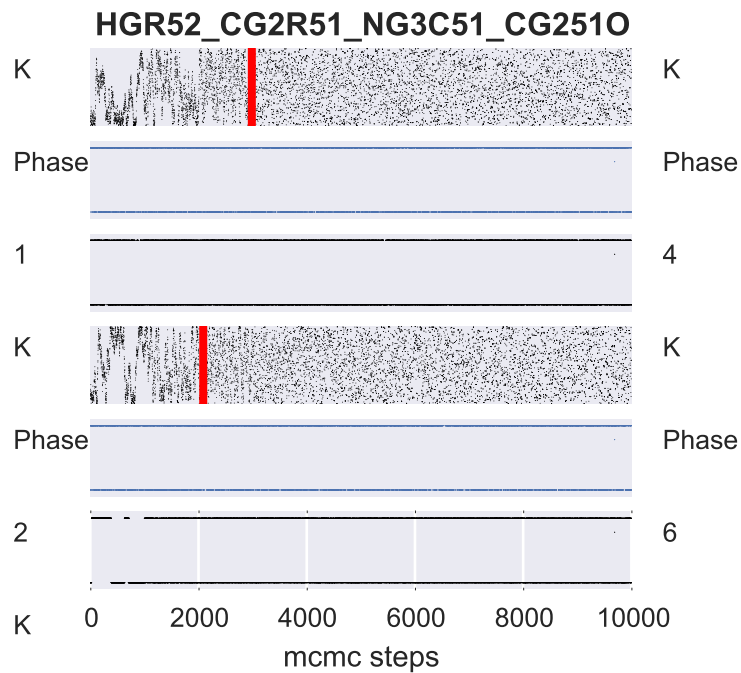 HGR52_CG2R51_NG3C51_CG251O
K K
Phase Phase
1 4
K K
Phase Phase
2 6
K
0 2000 4000 6000 8000 10000
mcmc steps